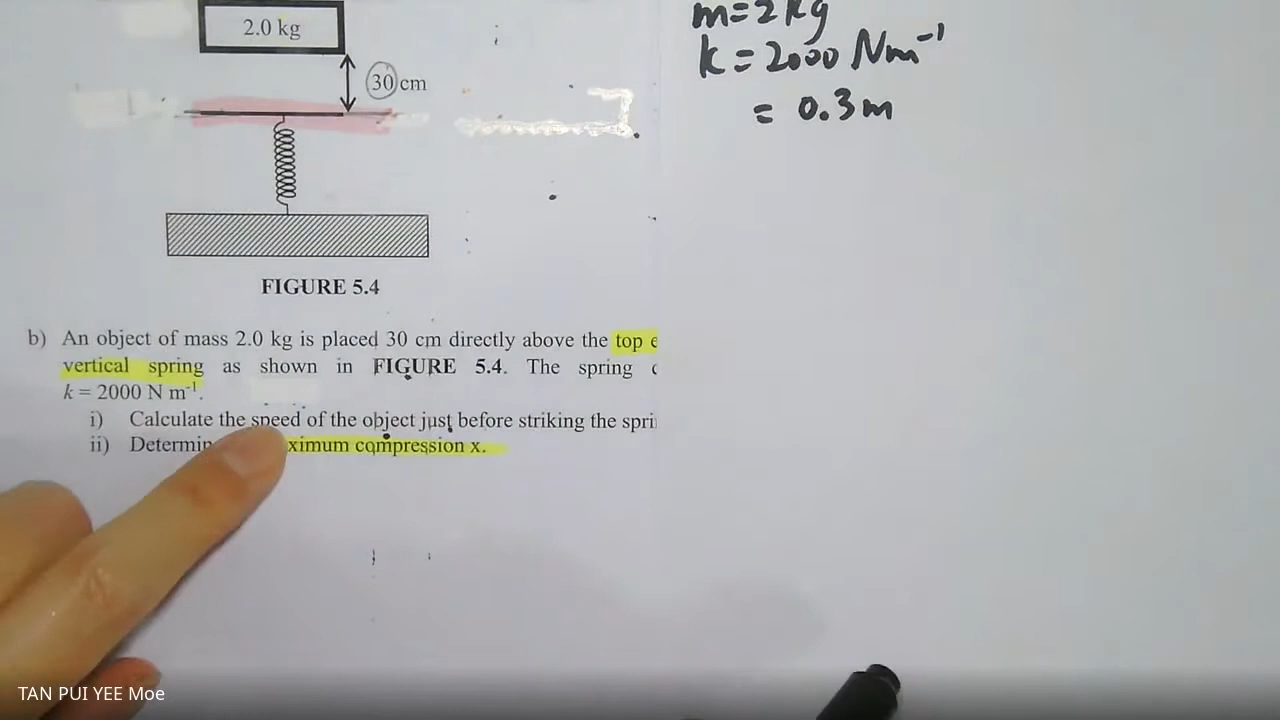 2.0 kg
30 cm
m=2kg
k = 2000 Nm⁻¹
= 0.3m
FIGURE 5.4
b) An object of mass 2.0 kg is placed 30 cm directly above the top
vertical spring as shown in FIGURE 5.4. The spring
k = 2000 N m⁻¹.
i) Calculate the speed of the object just before striking the
ii) compression x.
TAN PUI YEE Moe